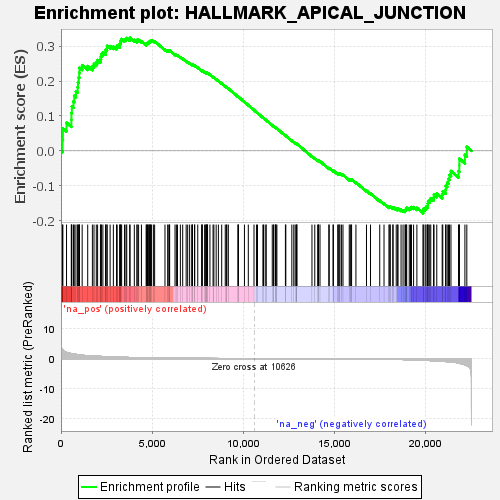 Enrichment plot: HALLMARK_APICAL_JUNCTION
Enrichment score (ES)
0.3
0.2
0.1
0.0
-0.1
-0.2
'na_pos' (positively correlated)
Ranked list metric (PreRanked)
10
0
-10
-20
Zero cross at 10626
'na_neg' (negatively correlated)
0
5,000
10,000
15,000
20,000
Rank in Ordered Dataset
Enrichment profile
Hits
Ranking metric scores